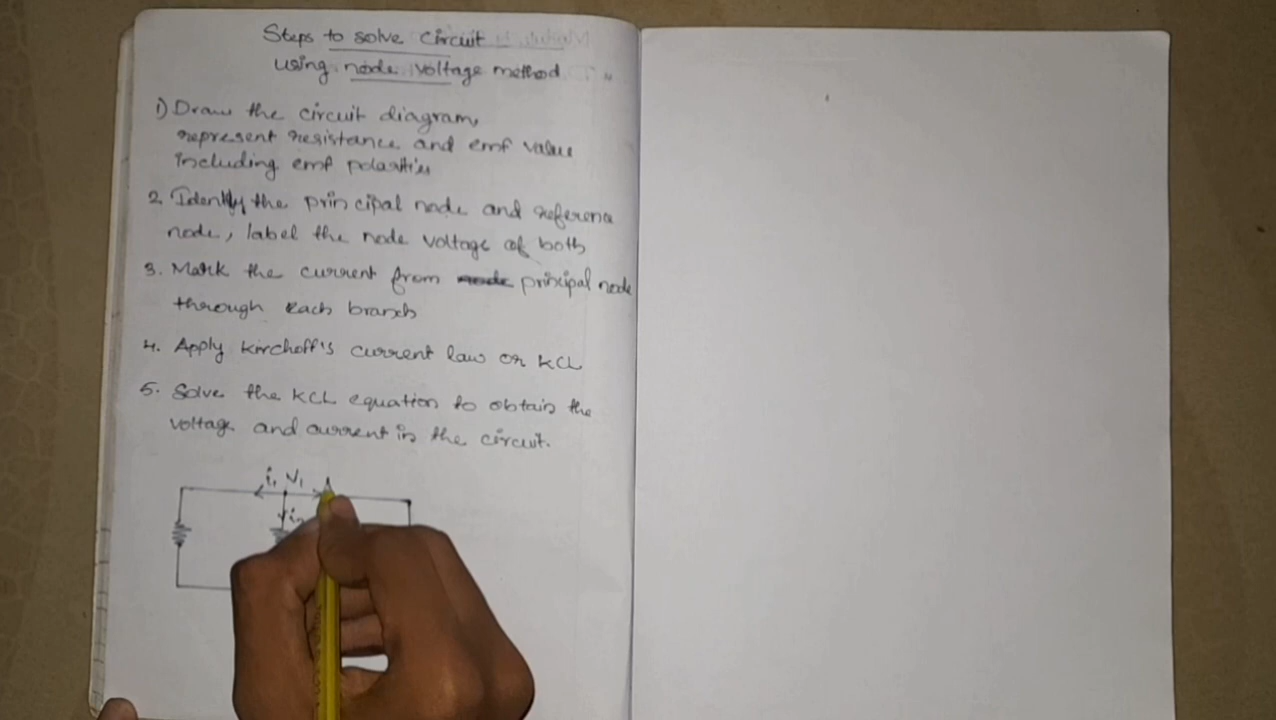 Steps to solve circuit
using node voltage method
1) Draw the circuit diagram,
represent resistance and emf value
including emf polarities
2. Identify the principal node and reference
node, label the node voltage of both
3. Mark the current from node principal node
through each branch
4. Apply Kirchoff's current law or KCL
5. Solve the KCL equation to obtain the
voltage and current in the circuit.
i₁ V₁
i₂